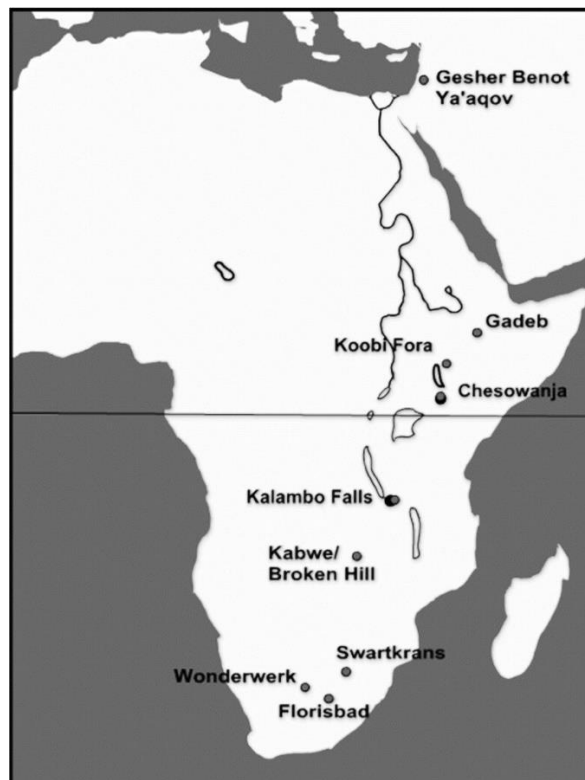 Gesher Benot
Ya'aqov
Gadeb
Koobi Fora
Chesowanja
Kalambo Falls
Kabwe/
Broken Hill
Swartkrans
Wonderwerk
Florisbad